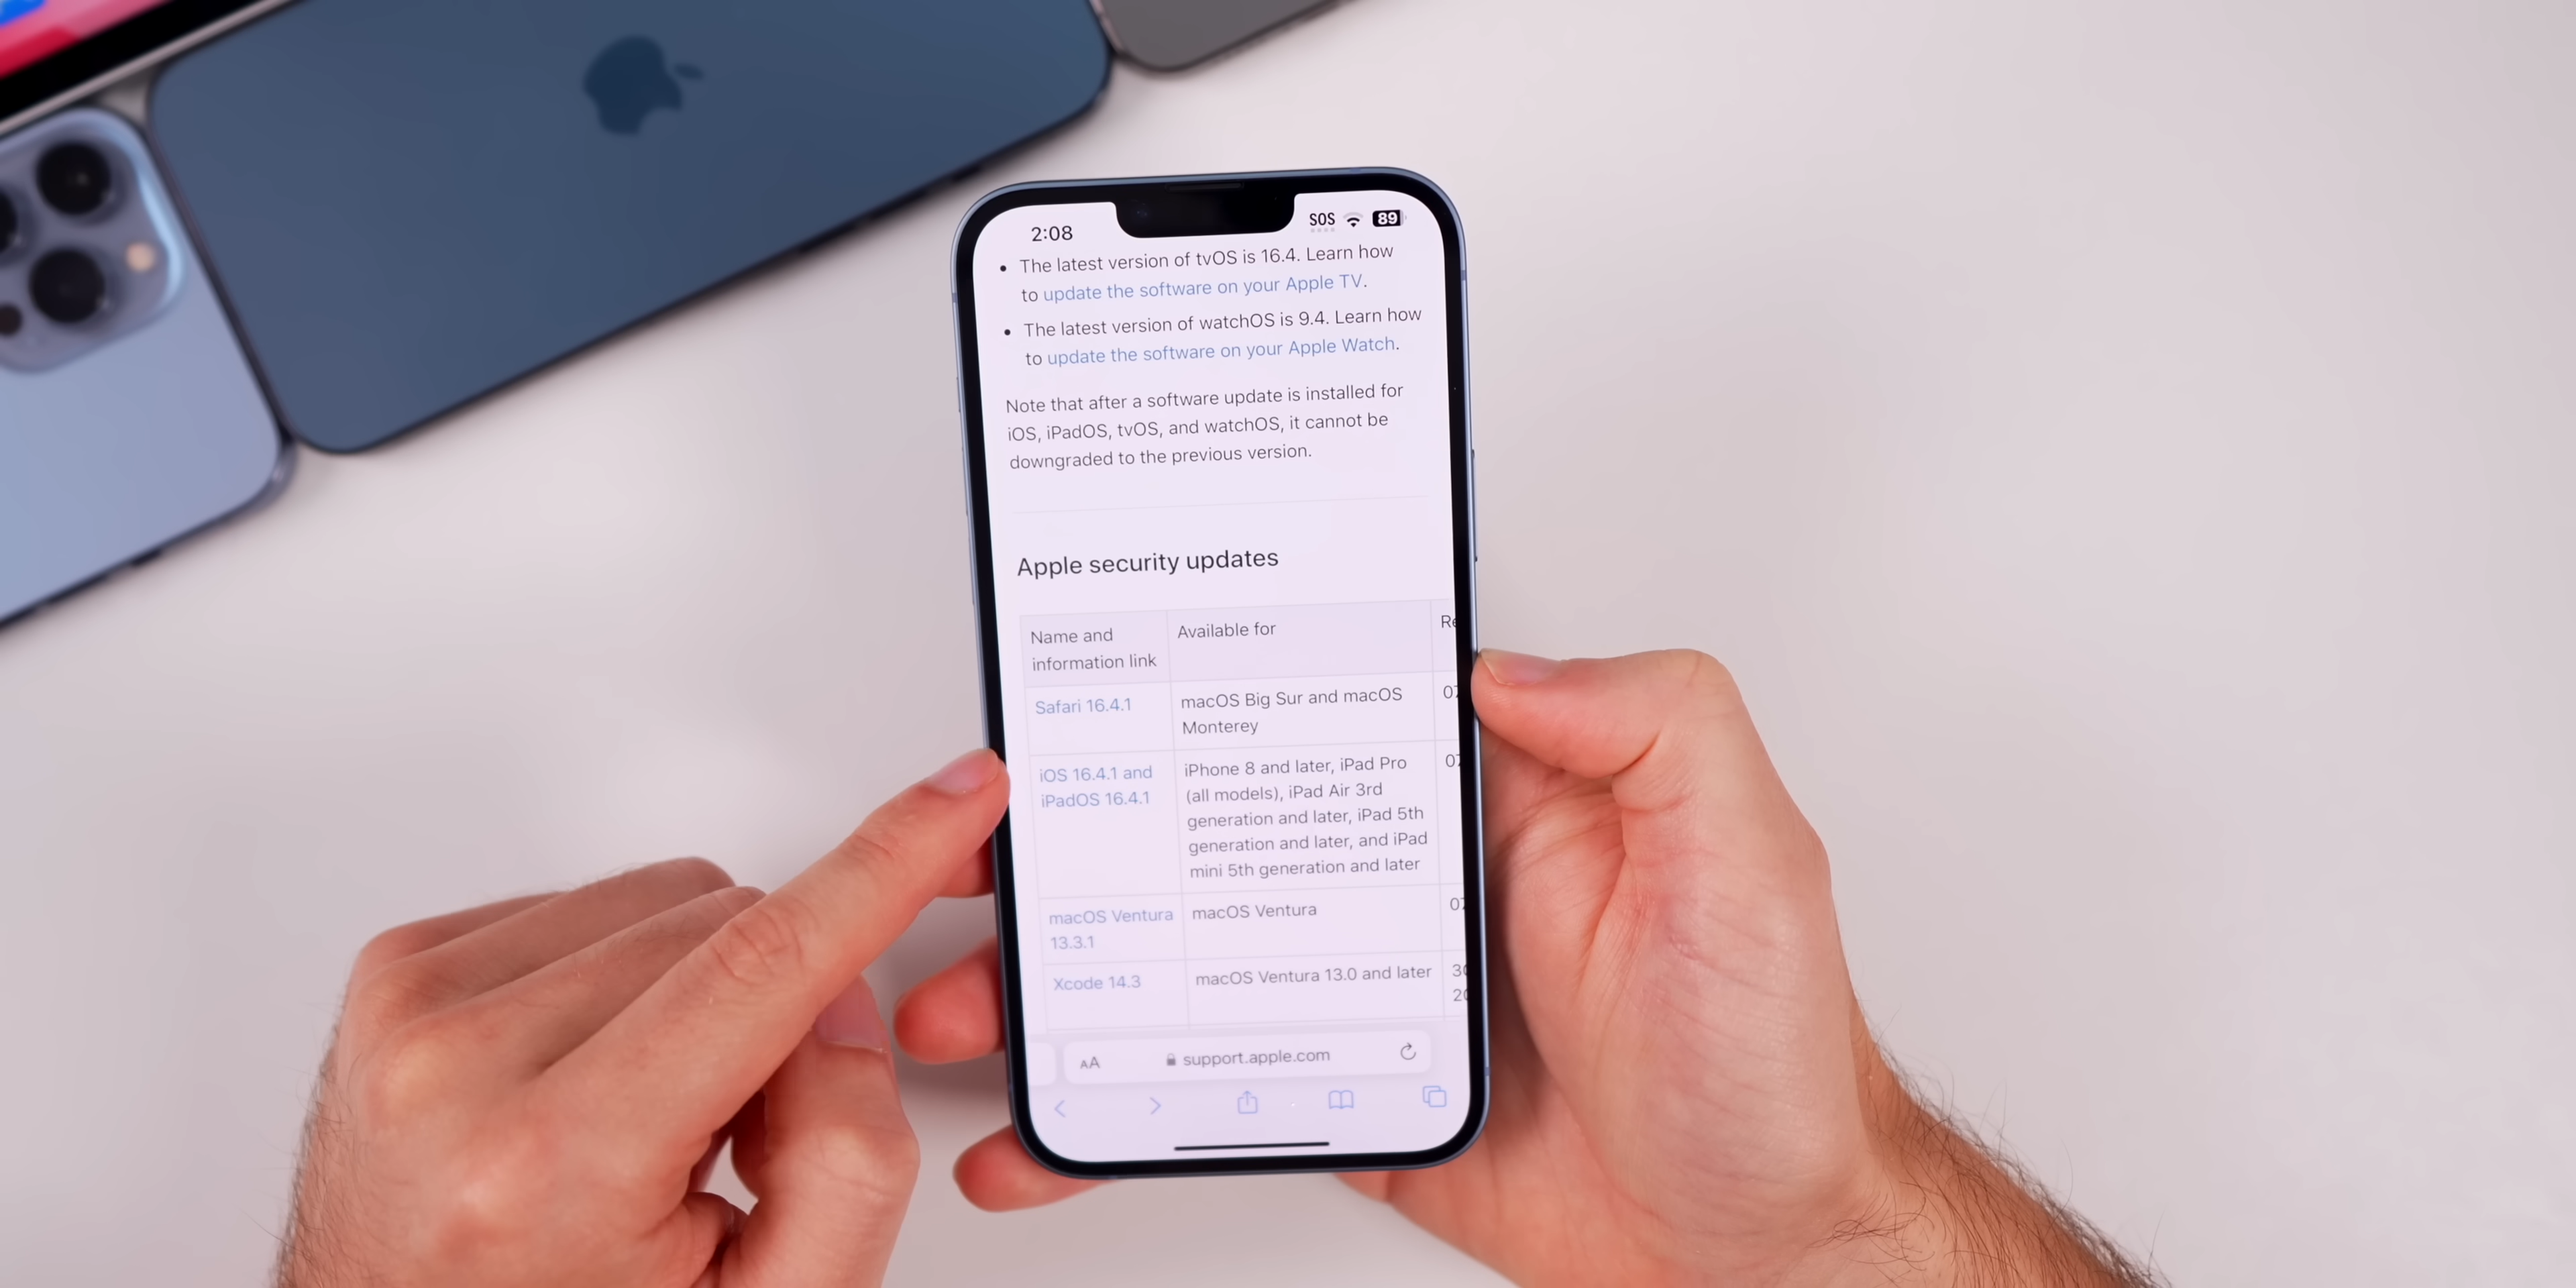 2:08
SOS
89
• The latest version of tvOS is 16.4. Learn how
to update the software on your Apple TV.
• The latest version of watchOS is 9.4. Learn how
to update the software on your Apple Watch.
Note that after a software update is installed for
iOS, iPadOS, tvOS, and watchOS, it cannot be
downgraded to the previous version.
Apple security updates
Name and
information link
Available for
Safari 16.4.1
macOS Big Sur and macOS
Monterey
iOS 16.4.1 and
iPadOS 16.4.1
iPhone 8 and later, iPad Pro
(all models), iPad Air 3rd
generation and later, iPad 5th
generation and later, and iPad
mini 5th generation and later
macOS Ventura
13.3.1
macOS Ventura
Xcode 14.3
macOS Ventura 13.0 and later
AA
support.apple.com